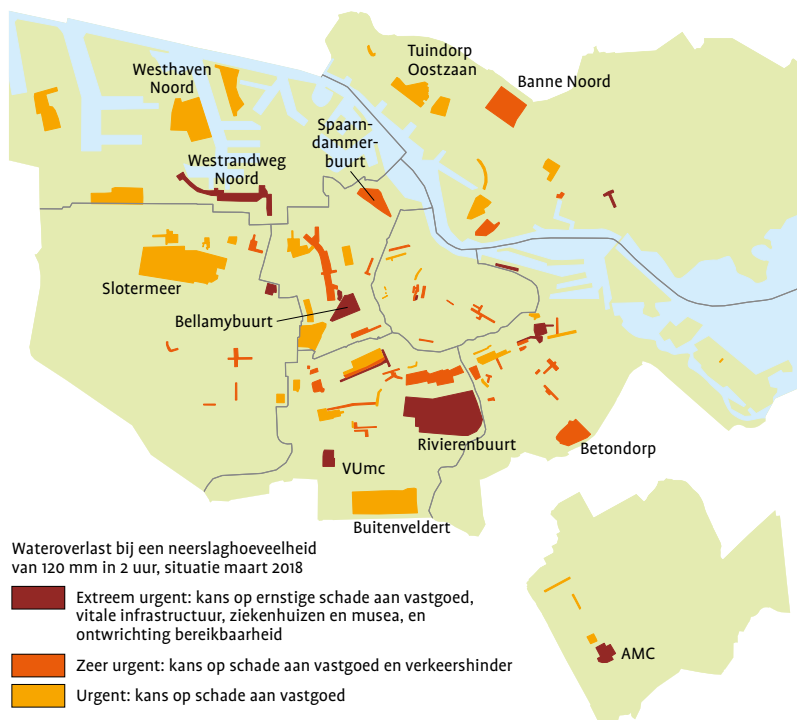 Westhaven
Noord
Tuindorp
Oostzaan
Banne Noord
Spaarn-
dammer-
buurt
Westrandweg
Noord
Slotermeer
Bellamybuurt
Rivierenbuurt
Betondorp
VUmc
Buitenveldert
AMC
Wateroverlast bij een neerslaghoeveelheid
van 120 mm in 2 uur, situatie maart 2018
Extreem urgent: kans op ernstige schade aan vastgoed,
vitale infrastructuur, ziekenhuizen en musea, en
ontwrichting bereikbaarheid
Zeer urgent: kans op schade aan vastgoed en verkeershinder
Urgent: kans op schade aan vastgoed